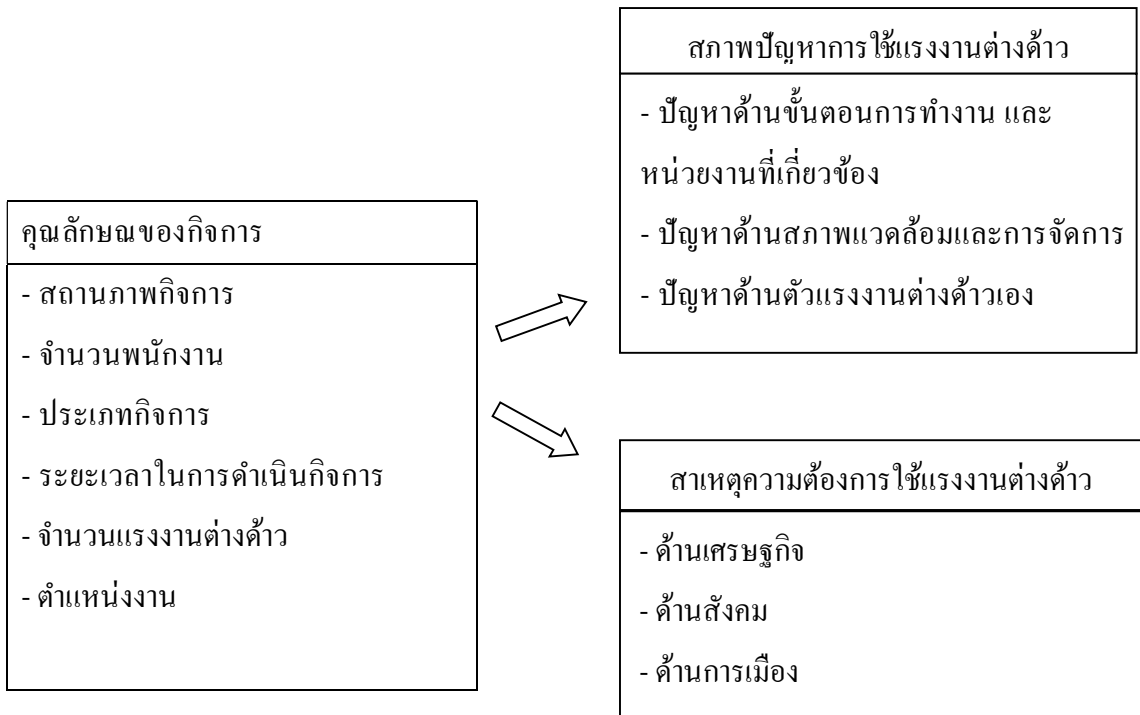 คุณลักษณของกิจการ
- สถานภาพกิจการ
- จำนวนพนักงาน
- ประเภทกิจการ
- ระยะเวลาในการดำเนินกิจการ
- จำนวนแรงงานต่างด้าว
- ตำแหน่งงาน
สภาพปัญหาการใช้แรงงานต่างด้าว
- ปัญหาด้านขั้นตอนการทำงาน และ
หน่วยงานที่เกี่ยวข้อง
- ปัญหาด้านสภาพแวดล้อมและการจัดการ
- ปัญหาด้านตัวแรงงานต่างด้าวเอง
สาเหตุความต้องการใช้แรงงานต่างด้าว
- ด้านเศรษฐกิจ
- ด้านสังคม
- ด้านการเมือง